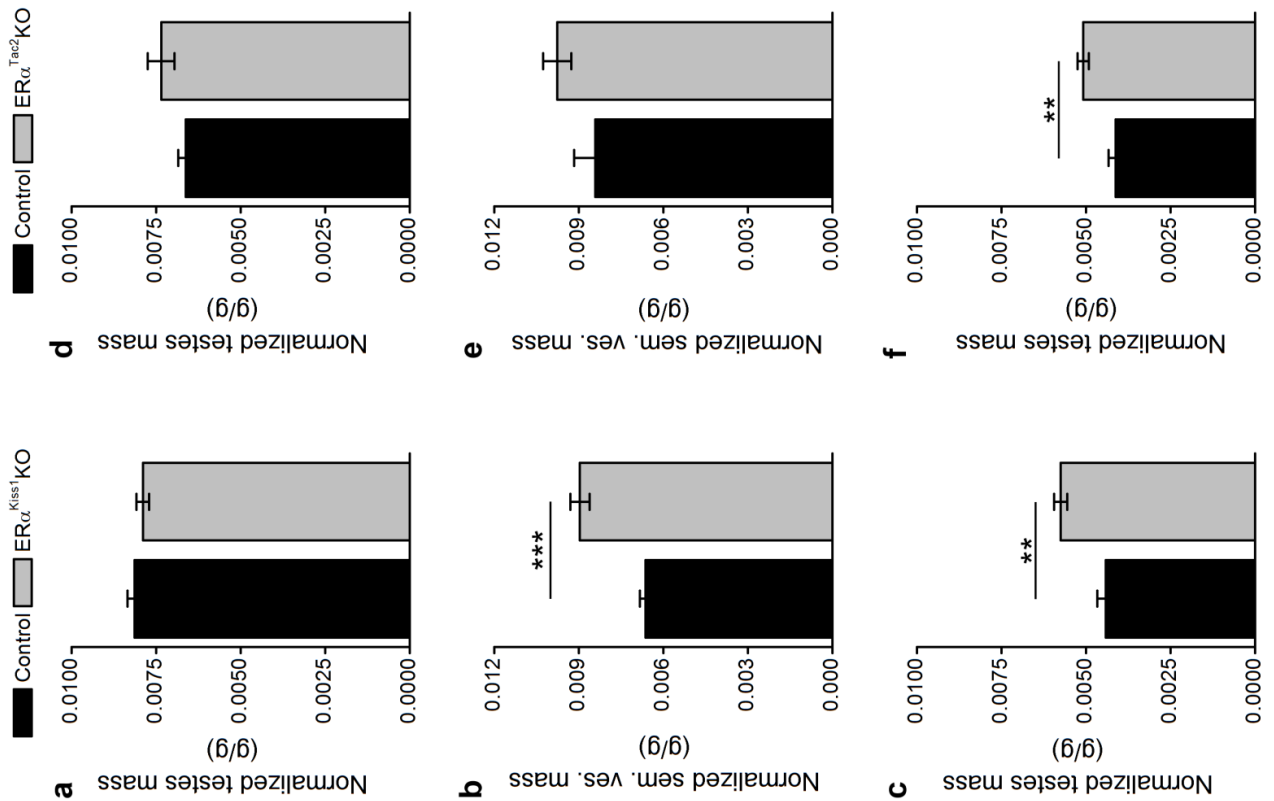 Control ERαKiss1KO
a
Normalized testes mass
(g/g)
0.0100
0.0075
0.0050
0.0025
0.0000
b
Normalized sem. ves. mass
(g/g)
0.012
0.009
0.006
0.003
0.000
***
c
Normalized testes mass
(g/g)
0.0100
0.0075
0.0050
0.0025
0.0000
**
Control ERαTac2KO
d
Normalized testes mass
(g/g)
0.0100
0.0075
0.0050
0.0025
0.0000
e
Normalized sem. ves. mass
(g/g)
0.012
0.009
0.006
0.003
0.000
f
Normalized testes mass
(g/g)
0.0100
0.0075
0.0050
0.0025
0.0000
**